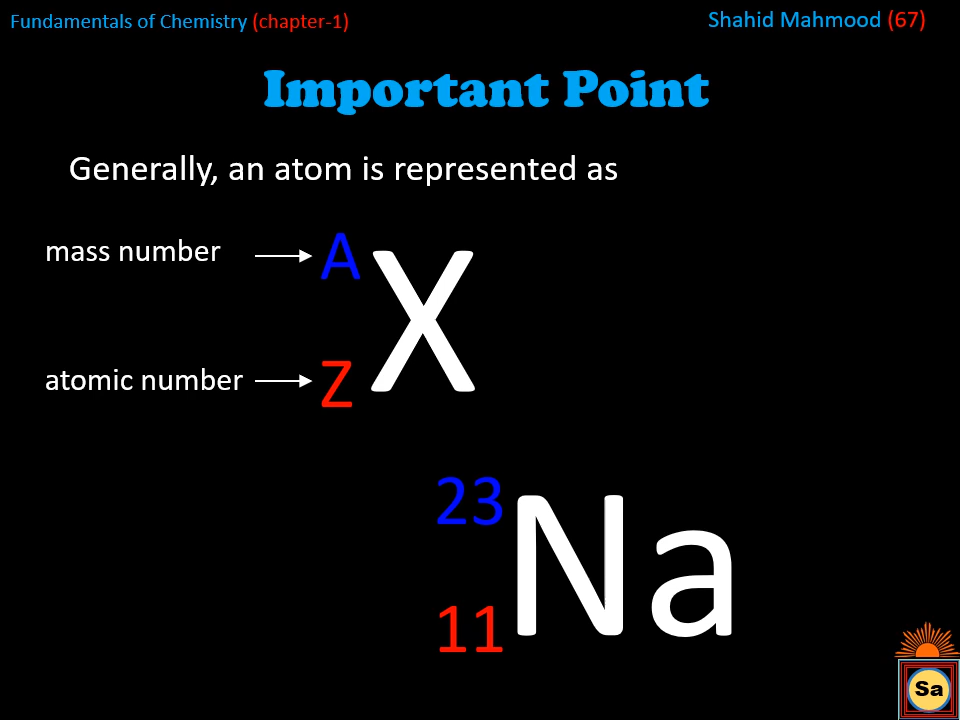 Fundamentals of Chemistry (chapter-1)
Shahid Mahmood (67)
Important Point
Generally, an atom is represented as
mass number
A
X
atomic number
Z
23
Na
11
Sa